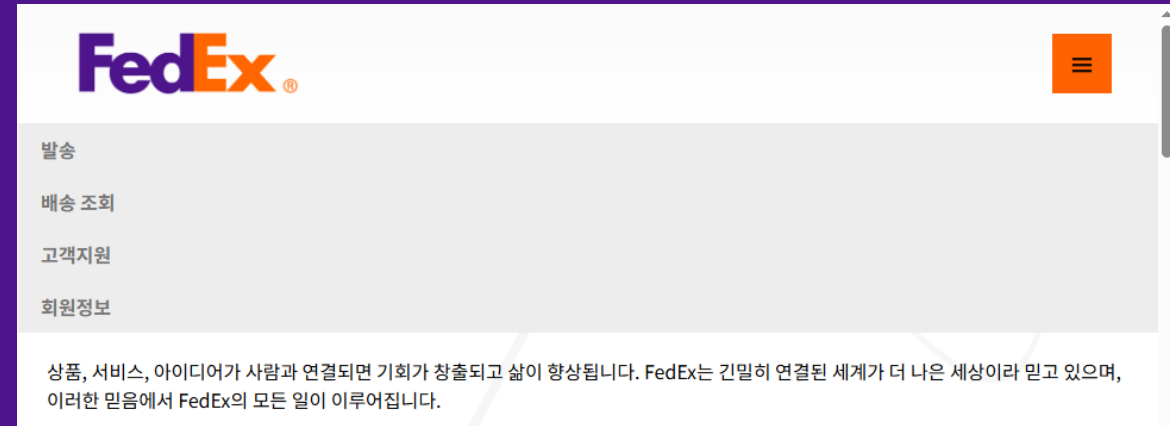 FedEx®
발송
배송 조회
고객지원
회원정보
상품, 서비스, 아이디어가 사람과 연결되면 기회가 창출되고 삶이 향상됩니다. FedEx는 긴밀히 연결된 세계가 더 나은 세상이라 믿고 있으며,
이러한 믿음에서 FedEx의 모든 일이 이루어집니다.